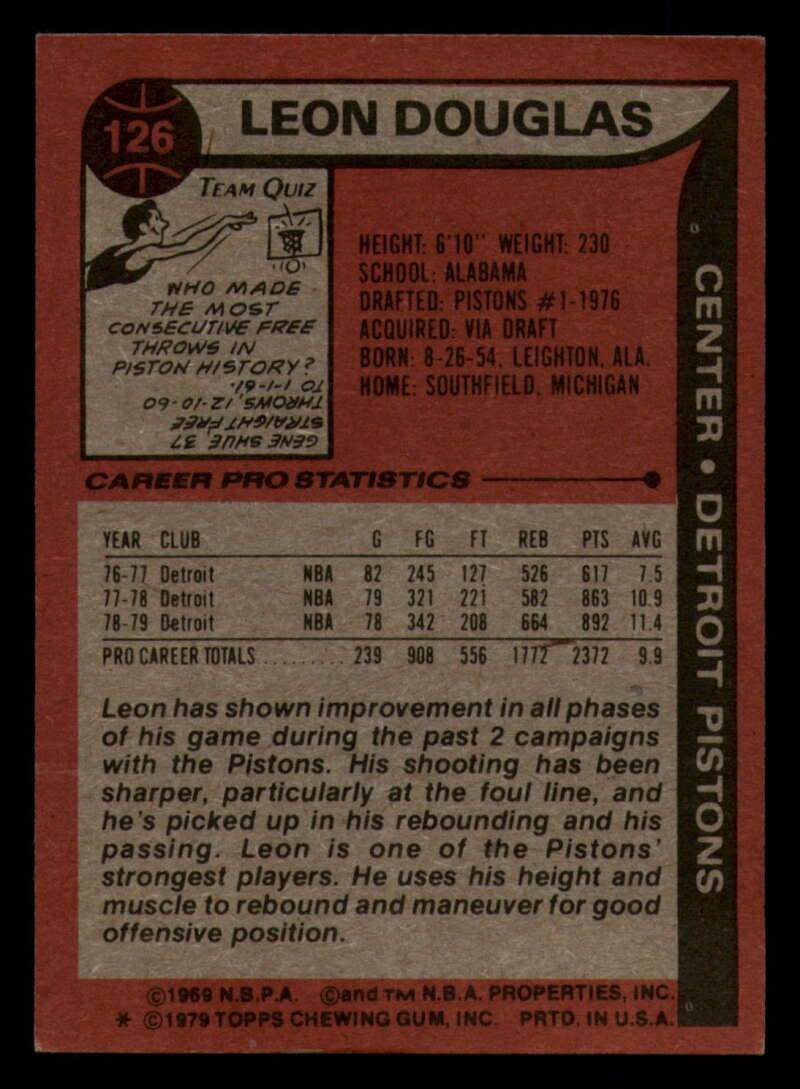 126
LEON DOUGLAS
TEAM QUIZ
WHO MADE
THE MOST
CONSECUTIVE FREE
THROWS IN
PISTON HISTORY?
GENE SHUE, 37
STRAIGHT FREE
THROWS, 12-10-60
TO 1-1-61.
HEIGHT: 6'10" WEIGHT: 230
SCHOOL: ALABAMA
DRAFTED: PISTONS #1-1976
ACQUIRED: VIA DRAFT
BORN: 8-26-54, LEIGHTON, ALA.
HOME: SOUTHFIELD, MICHIGAN
CENTER • DETROIT PISTONS
CAREER PRO STATISTICS
YEAR CLUB G FG FT REB PTS AVG
76-77 Detroit NBA 82 245 127 526 617 7.5
77-78 Detroit NBA 79 321 221 582 863 10.9
78-79 Detroit NBA 78 342 208 664 892 11.4
PRO CAREER TOTALS ......... 239 908 556 1772 2372 9.9
Leon has shown improvement in all phases
of his game during the past 2 campaigns
with the Pistons. His shooting has been
sharper, particularly at the foul line, and
he's picked up in his rebounding and his
passing. Leon is one of the Pistons'
strongest players. He uses his height and
muscle to rebound and maneuver for good
offensive position.
©1969 N.B.P.A. ©and TM N.B.A. PROPERTIES, INC.
* ©1979 TOPPS CHEWING GUM, INC. PRTD. IN U.S.A.